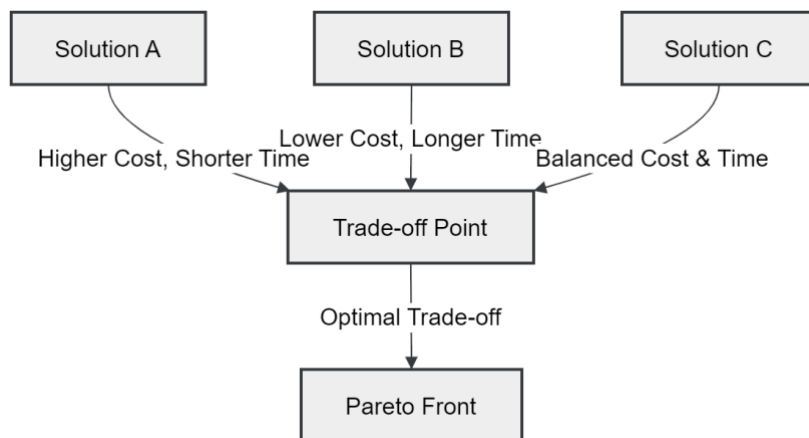 Solution A
Solution B
Solution C
Higher Cost, Shorter Time
Lower Cost, Longer Time
Balanced Cost & Time
Trade-off Point
Optimal Trade-off
Pareto Front